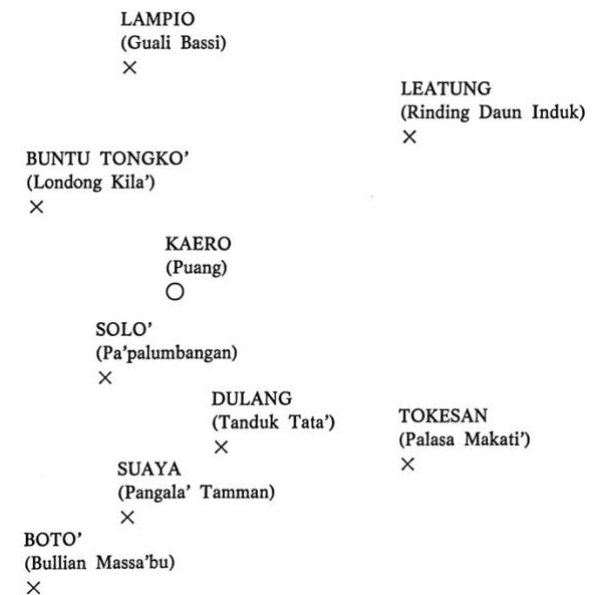 LAMPIO
(Guali Bassi)
LEATUNG
(Rinding Daun Induk)
BUNTU TONGKO’
(Londong Kila’)
KAERO
(Puang)
SOLO’
(Pa’palumbangan)
DULANG
(Tanduk Tata’)
TOKESAN
(Palasa Makati’)
SUAYA
(Pangala’ Tamman)
BOTO’
(Bullian Massa’bu)